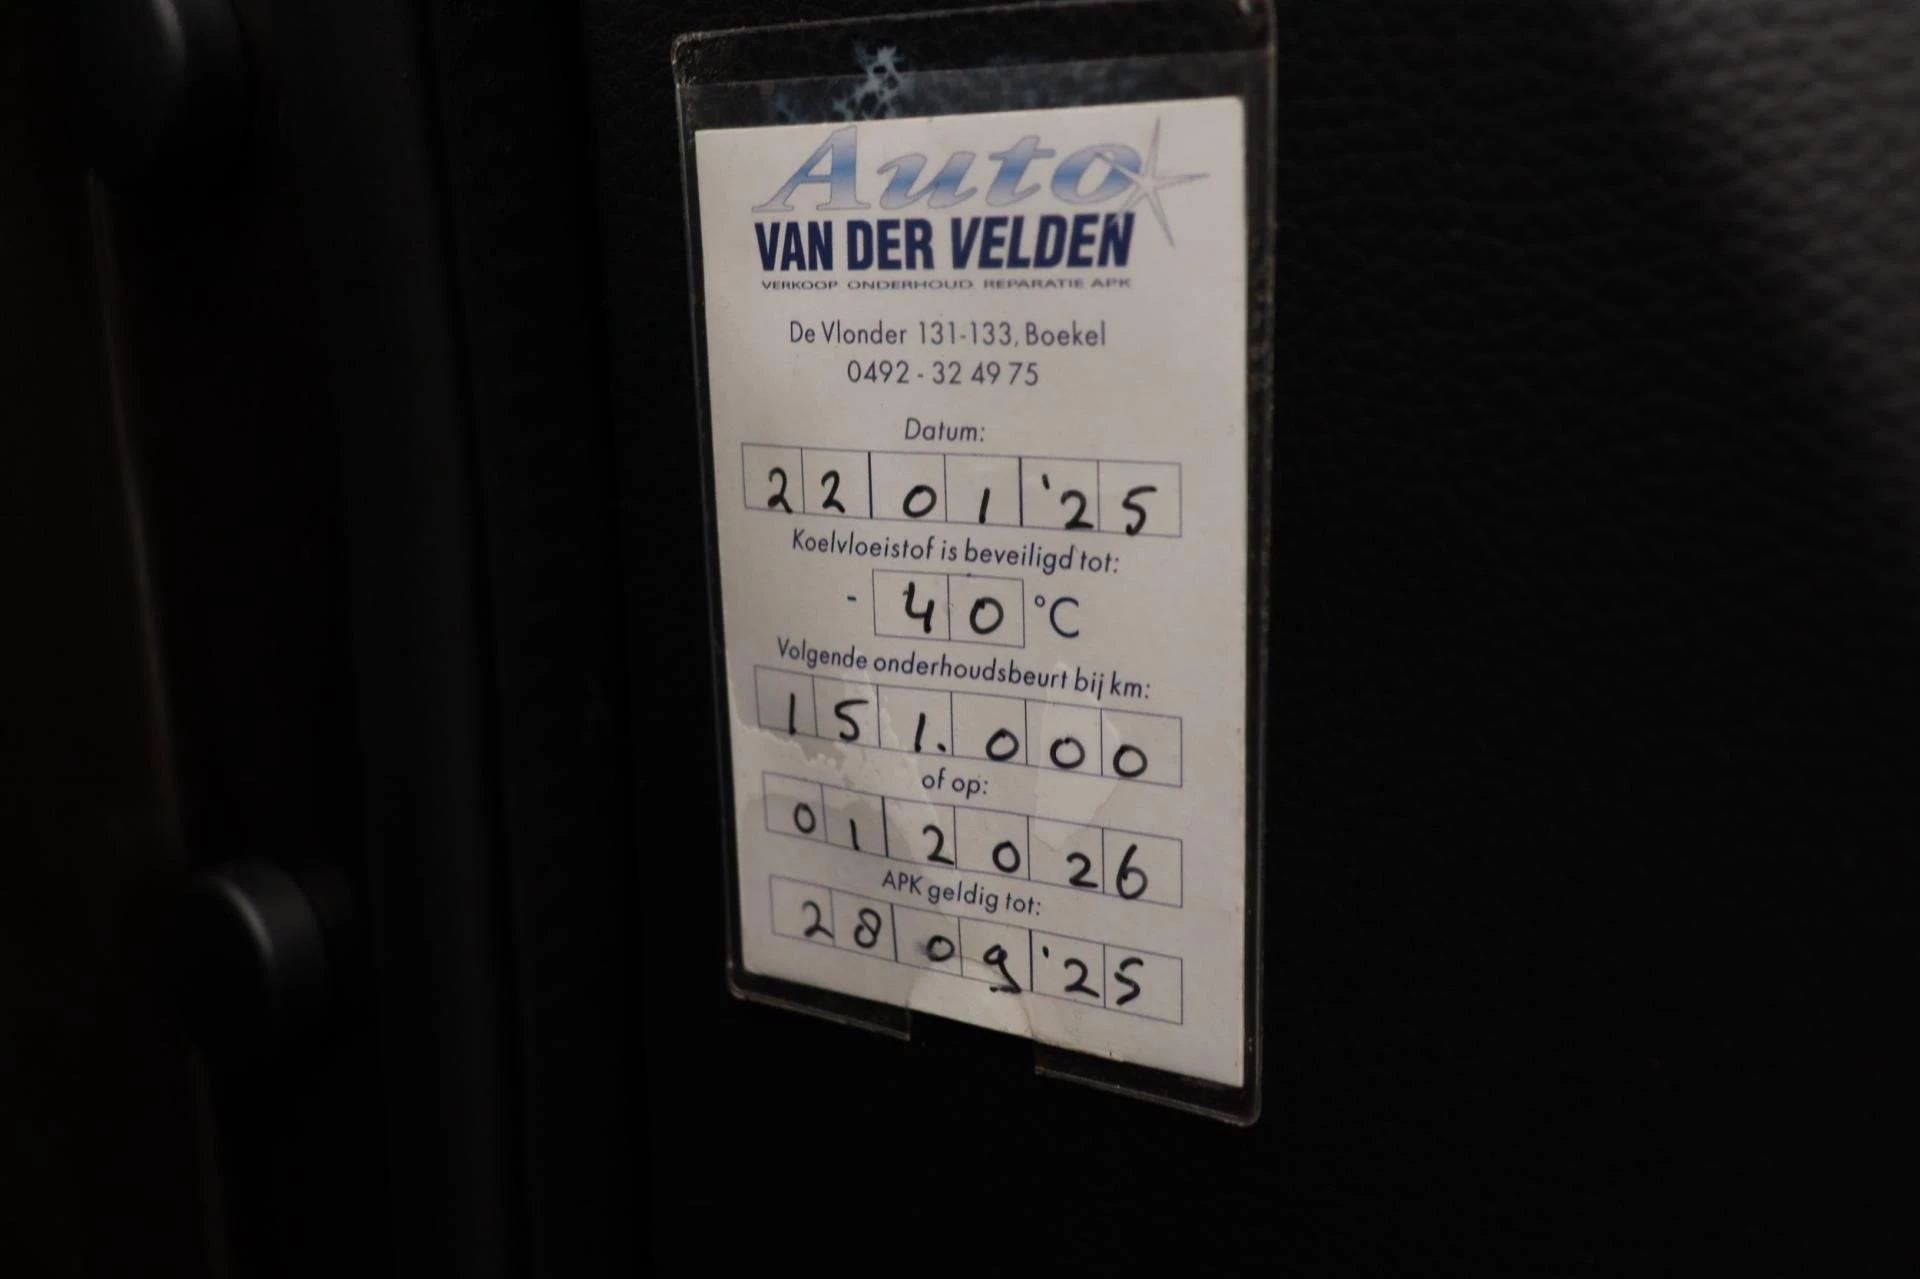 Auto
VAN DER VELDEN
VERKOOP ONDERHOUD REPARATIE APK
De Vlonder 131-133, Boekel
0492 - 32 49 75
Datum:
22 01 '25
Koelvloeistof is beveiligd tot:
- 40 °C
Volgende onderhoudsbeurt bij km:
151.000
of op:
01 2026
APK geldig tot:
28 09 '25